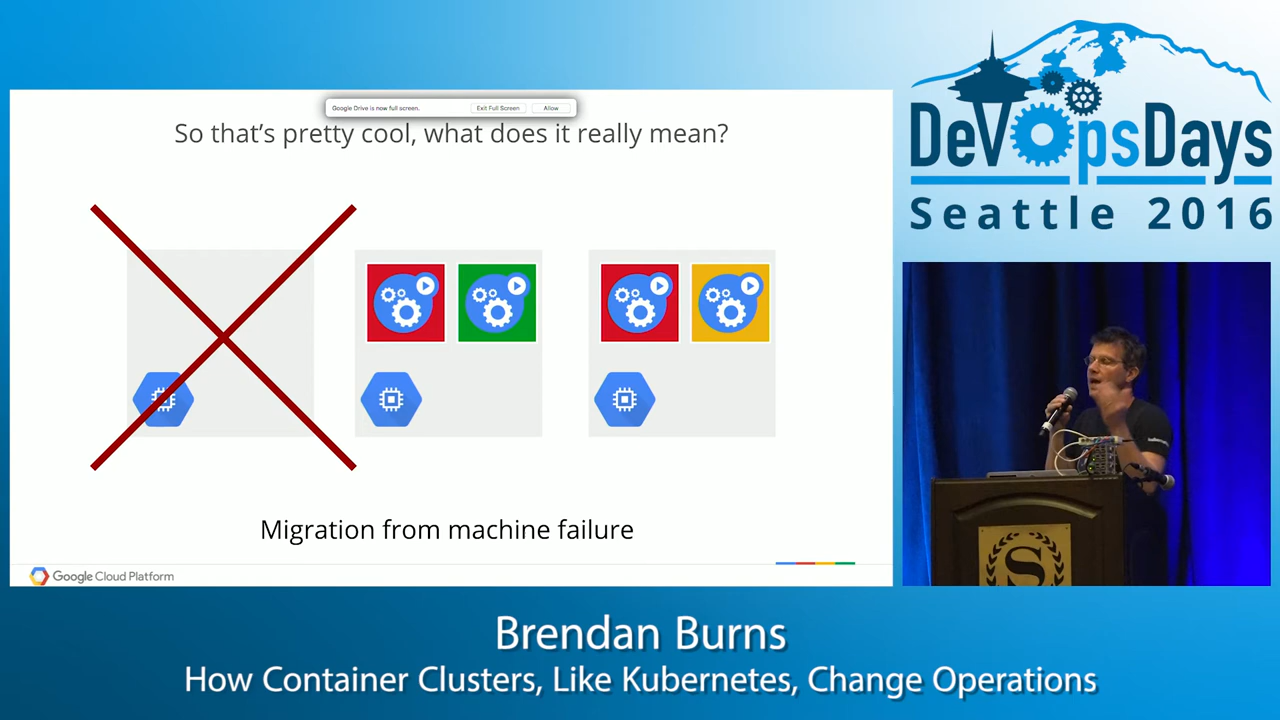 Google Drive is now full screen.
Exit Full Screen
Allow
So that's pretty cool, what does it really mean?
Migration from machine failure
Google Cloud Platform
DevOpsDays
Seattle 2016
S
Brendan Burns
How Container Clusters, Like Kubernetes, Change Operations